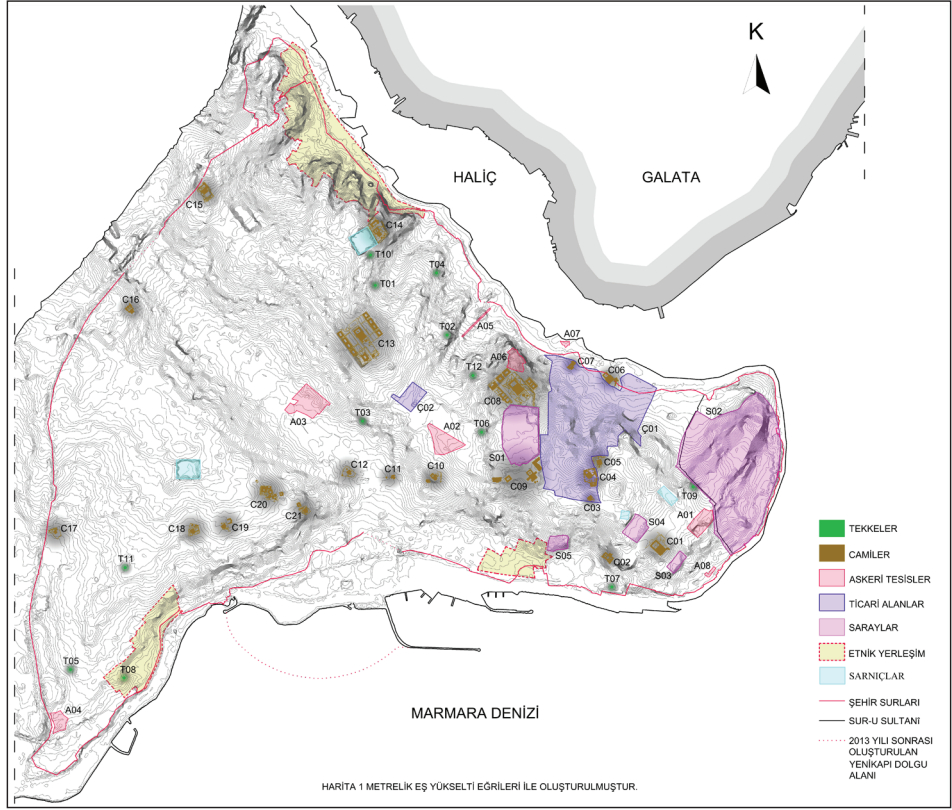 K
HALİÇ
GALATA
C15
C14
T10
T04
T01
C16
A05
T02
A07
C13
A06
C07
C06
T12
C08
S02
Ç02
A03
T03
A02
T06
Ç01
S01
C12
C11
C10
C09
C05
C04
C20
T09
C03
A01
C21
S04
C17
C18
C19
C01
S05
C02
S03
A08
T11
T07
T05
T08
A04
MARMARA DENİZİ
TEKKELER
CAMİLER
ASKERİ TESİSLER
TİCARİ ALANLAR
SARAYLAR
ETNİK YERLEŞİM
SARNIÇLAR
ŞEHİR SURLARI
SUR-U SULTANİ
2013 YILI SONRASI
OLUŞTURULAN
YENİKAPI DOLGU
ALANI
HARİTA 1 METRELİK EŞ YÜKSELTİ EĞRİLERİ İLE OLUŞTURULMUŞTUR.